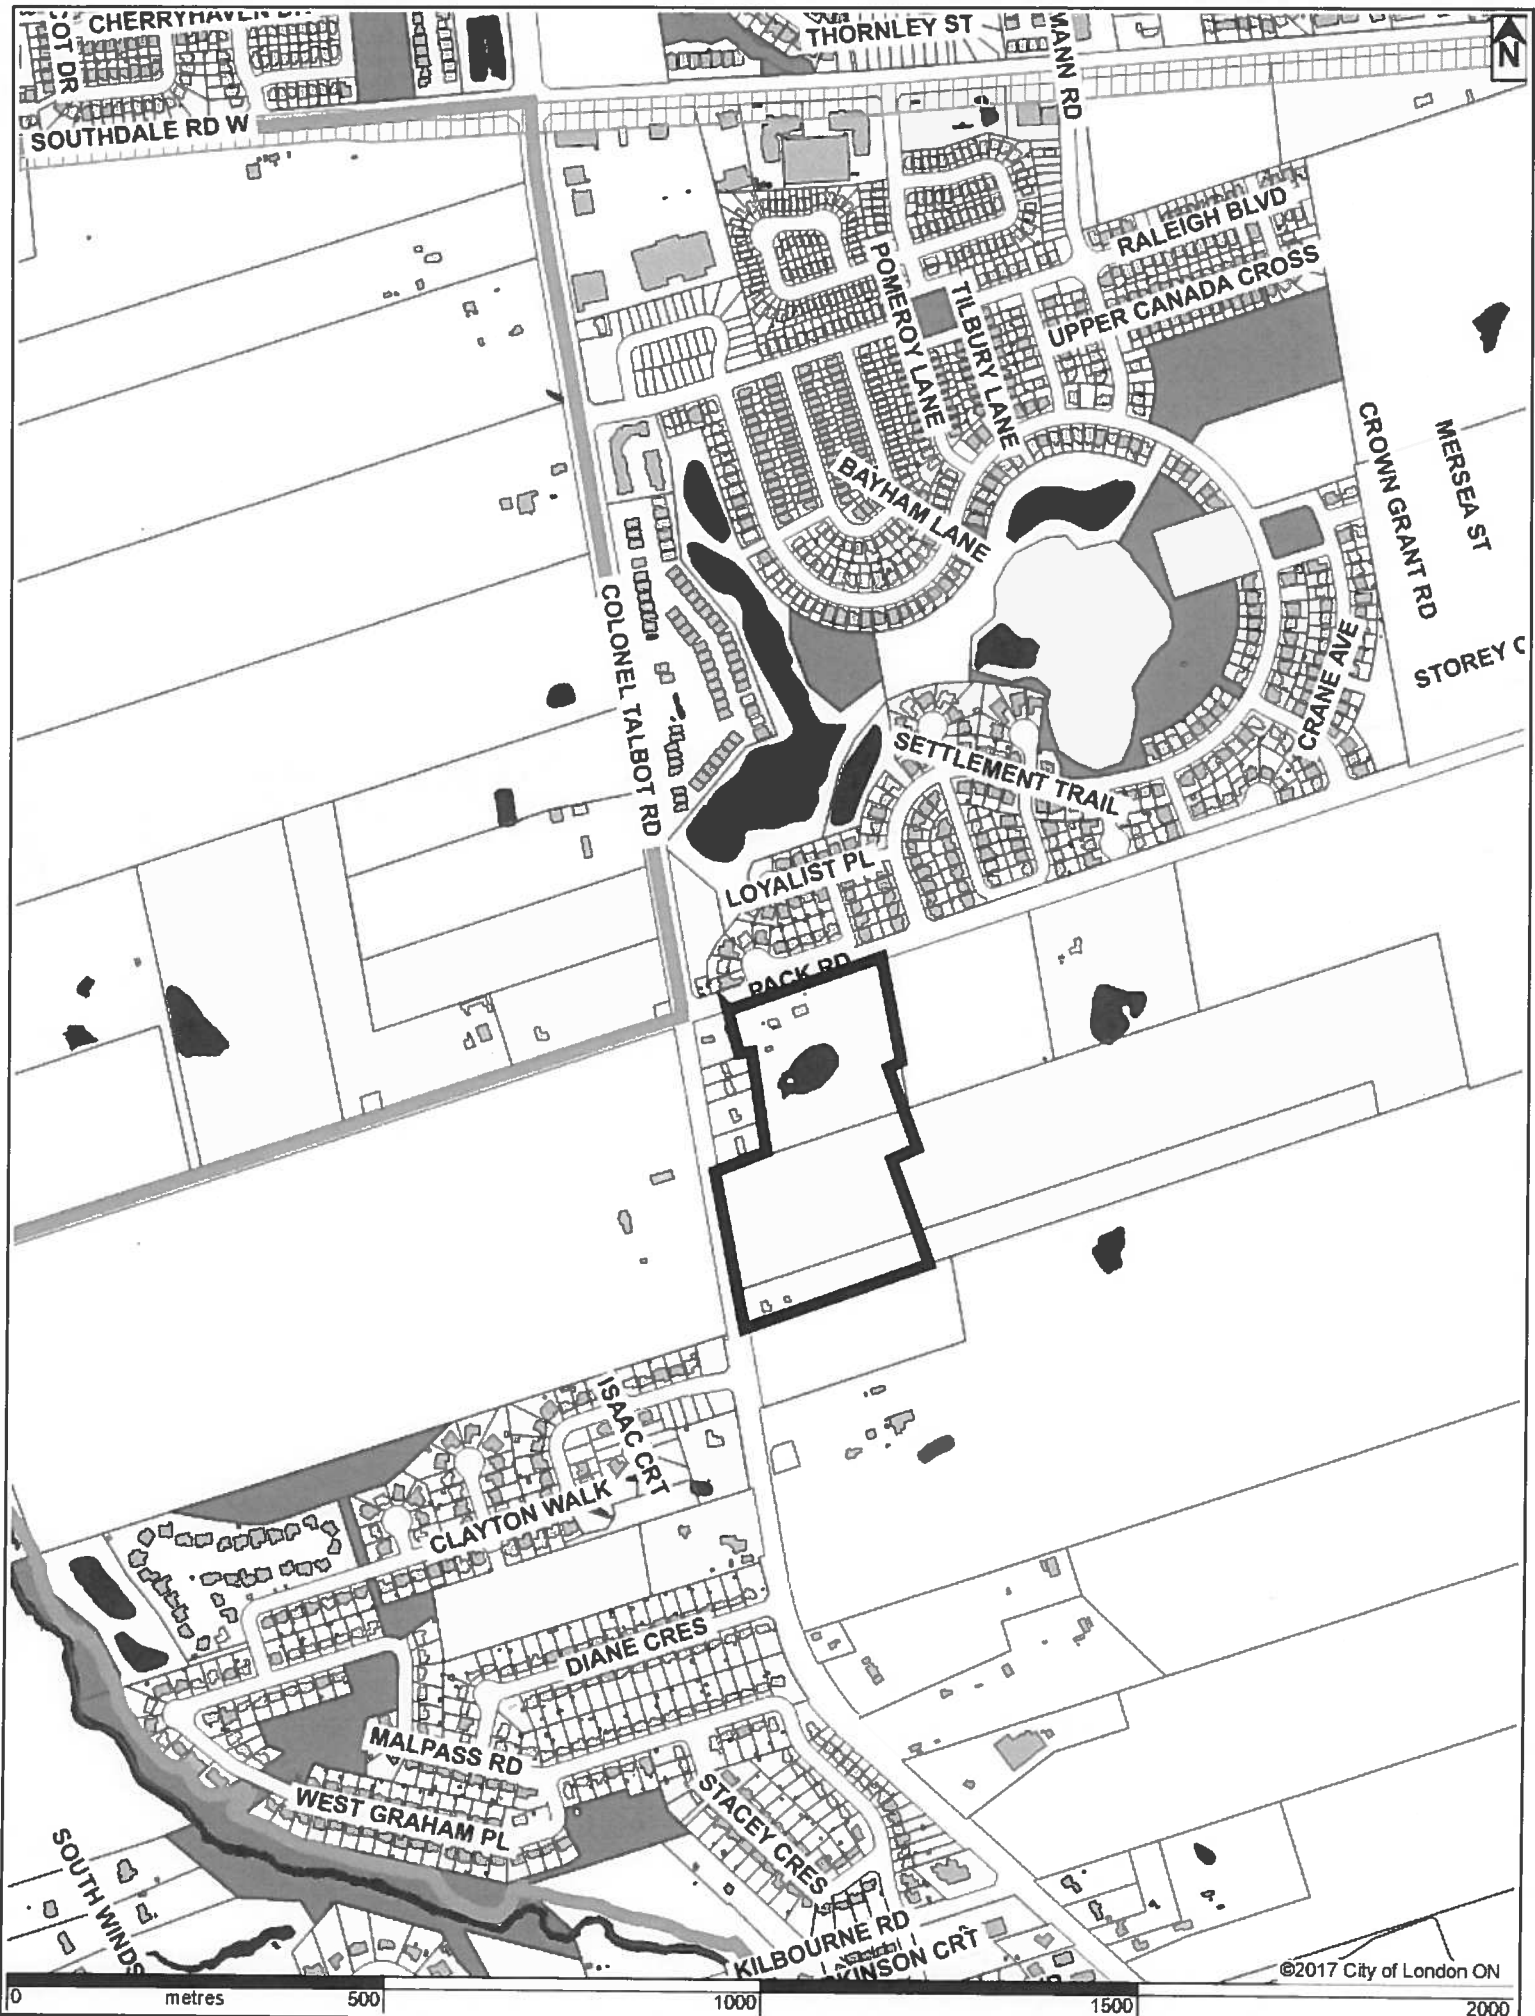 CHERRYHAVEN DR
THORNLEY ST
MANN RD
OT DR
N
SOUTHDALE RD W
RALEIGH BLVD
UPPER CANADA CROSS
POMEROY LANE
TILBURY LANE
BAYHAM LANE
CROWN GRANT RD
MERSEA ST
STOREY C
COLONEL TALBOT RD
CRANE AVE
SETTLEMENT TRAIL
LOYALIST PL
PACK RD
ISAAC CRT
CLAYTON WALK
DIANE CRES
MALPASS RD
WEST GRAHAM PL
STACEY CRES
SOUTH WINDS
KILBOURNE RD
KINSON CRT
©2017 City of London ON
0 metres 500 1000 1500 2000